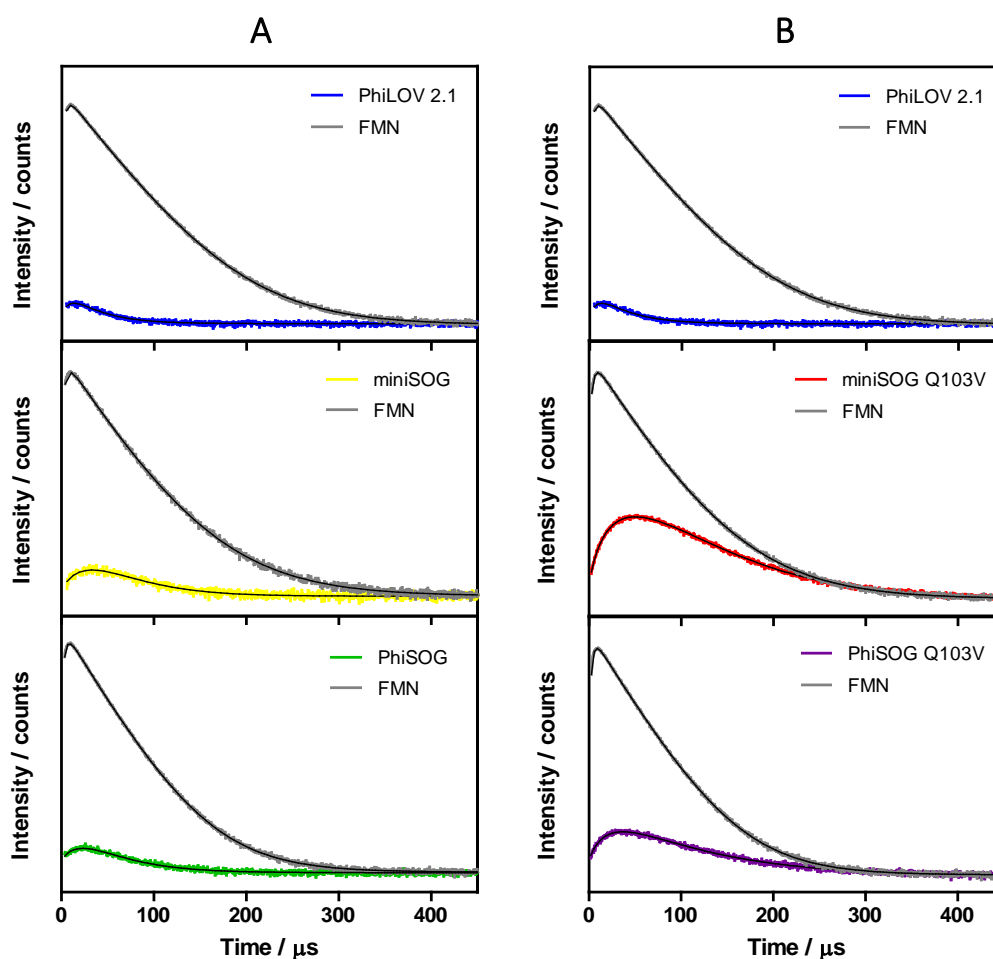 A
Intensity / counts
PhiLOV 2.1
FMN
Intensity / counts
miniSOG
FMN
Intensity / counts
PhiSOG
FMN
0 100 200 300 400
Time / μs
B
Intensity / counts
PhiLOV 2.1
FMN
Intensity / counts
miniSOG Q103V
FMN
Intensity / counts
PhiSOG Q103V
FMN
0 100 200 300 400
Time / μs